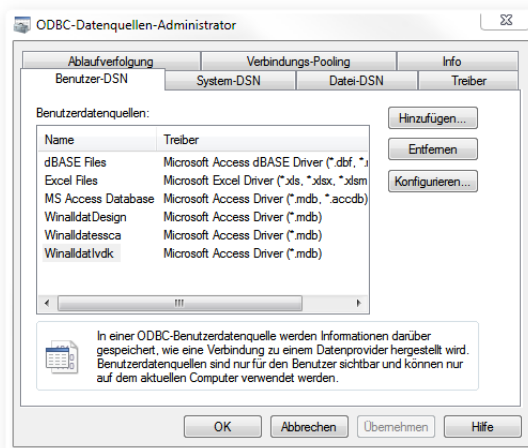 ODBC-Datenquellen-Administrator
Ablaufverfolgung Verbindungs-Pooling Info
Benutzer-DSN System-DSN Datei-DSN Treiber
Benutzerdatenquellen:
Hinzufügen...
Name Treiber
Entfernen
dBASE Files Microsoft Access dBASE Driver (*.dbf, *.
Excel Files Microsoft Excel Driver (*.xls, *.xlsx, *.xlsm
Konfigurieren...
MS Access Database Microsoft Access Driver (*.mdb, *.accdb)
WinalldatDesign Microsoft Access Driver (*.mdb)
Winalldatessca Microsoft Access Driver (*.mdb)
Winalldatlvdk Microsoft Access Driver (*.mdb)
In einer ODBC-Benutzerdatenquelle werden Informationen darüber
gespeichert, wie eine Verbindung zu einem Datenprovider hergestellt wird.
Benutzerdatenquellen sind nur für den Benutzer sichtbar und können nur
auf dem aktuellen Computer verwendet werden.
OK Abbrechen Übernehmen Hilfe